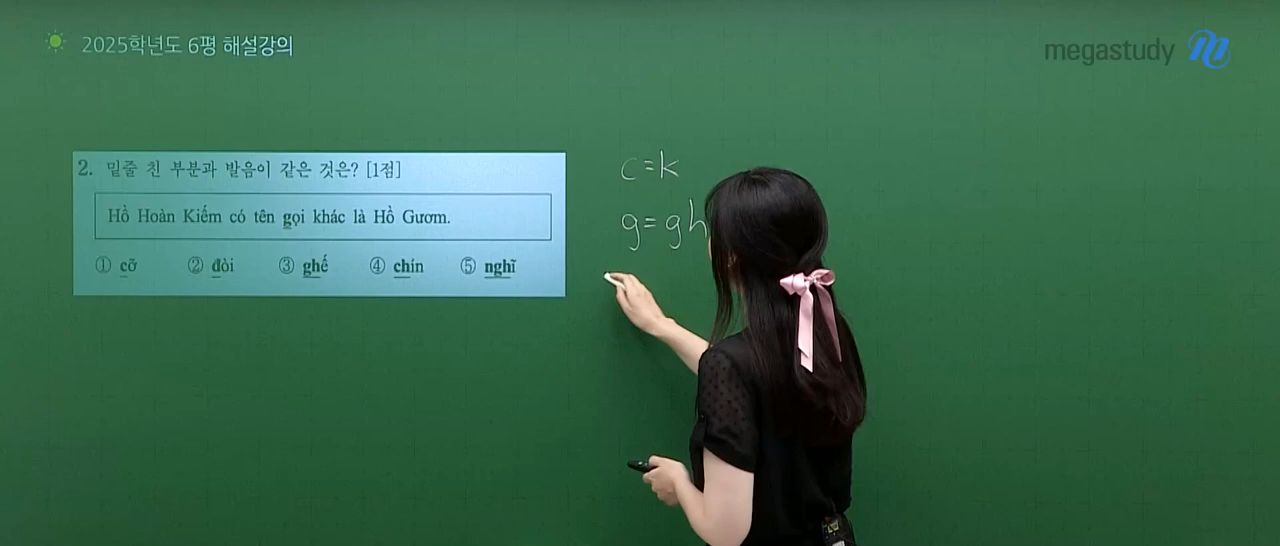 2025학년도 6평 해설강의
megastudy
2. 밑줄 친 부분과 발음이 같은 것은? [1점]
Hồ Hoàn Kiếm có tên gọi khác là Hồ Gươm.
① cỡ ② đòi ③ ghế ④ chín ⑤ nghĩ
c=k
g=gh